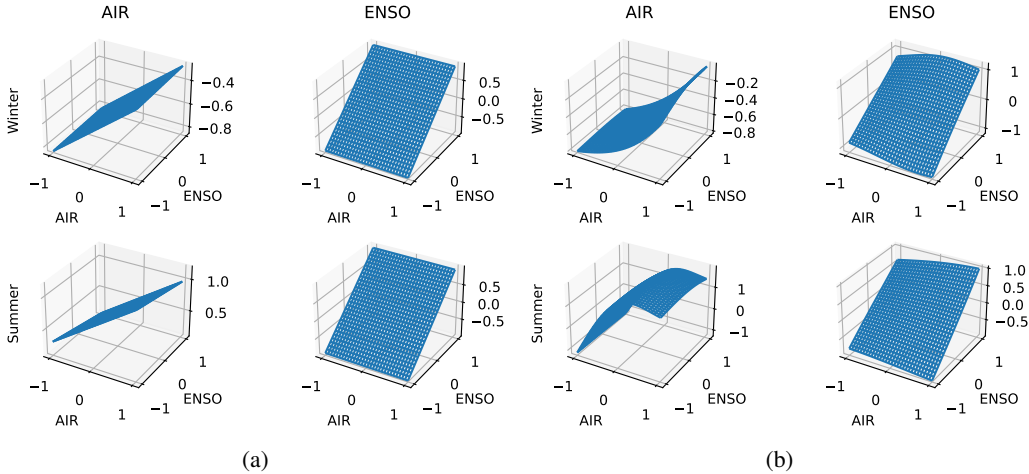 AIR ENSO AIR ENSO
Winter −1 0 1 AIR −1 0 1 ENSO −0.8 −0.6 −0.4
−1 0 1 AIR −1 0 1 ENSO −0.5 0.0 0.5
Winter −1 0 1 AIR −1 0 1 ENSO −0.8 −0.6 −0.4 −0.2
−1 0 1 AIR −1 0 1 ENSO −1 0 1
Summer −1 0 1 AIR −1 0 1 ENSO 0.5 1.0
−1 0 1 AIR −1 0 1 ENSO −0.5 0.0 0.5
Summer −1 0 1 AIR −1 0 1 ENSO −1 0 1
−1 0 1 AIR −1 0 1 ENSO −0.5 0.0 0.5 1.0
(a) (b)